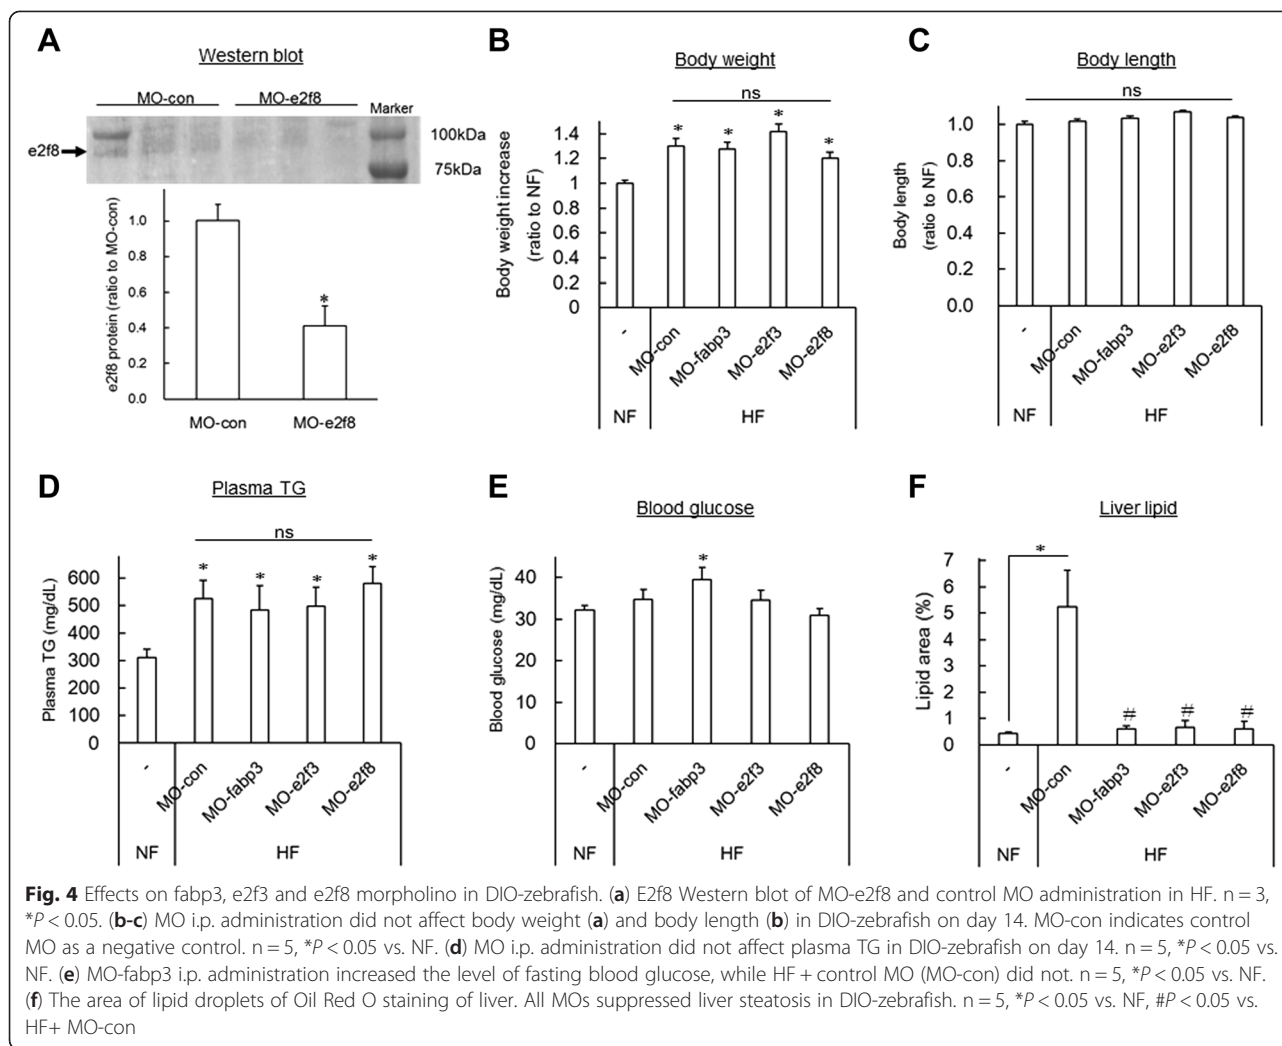 A
Western blot
MO-con MO-e2f8 Marker
100kDa
e2f8
75kDa
e2f8 protein (ratio to MO-con)
1.0
0.8
0.6
0.4
0.2
0.0
*
MO-con MO-e2f8
B
Body weight
ns
Body weight increase
(ratio to NF)
1.4
1.2
1
0.8
0.6
0.4
0.2
0
* * * *
- MO-con MO-fabp3 MO-e2f3 MO-e2f8
NF HF
C
Body length
ns
Body length
(ratio to NF)
1.0
0.8
0.6
0.4
0.2
0.0
- MO-con MO-fabp3 MO-e2f3 MO-e2f8
NF HF
D
Plasma TG
ns
Plasma TG (mg/dL)
600
500
400
300
200
100
0
* * * *
- MO-con MO-fabp3 MO-e2f3 MO-e2f8
NF HF
E
Blood glucose
Blood glucose (mg/dL)
40
30
20
10
0
*
- MO-con MO-fabp3 MO-e2f3 MO-e2f8
NF HF
F
Liver lipid
Lipid area (%)
7
6
5
4
3
2
1
0
*
# # #
- MO-con MO-fabp3 MO-e2f3 MO-e2f8
NF HF
Fig. 4 Effects on fabp3, e2f3 and e2f8 morpholino in DIO-zebrafish. (a) E2f8 Western blot of MO-e2f8 and control MO administration in HF. n = 3,
*P < 0.05. (b-c) MO i.p. administration did not affect body weight (a) and body length (b) in DIO-zebrafish on day 14. MO-con indicates control
MO as a negative control. n = 5, *P < 0.05 vs. NF. (d) MO i.p. administration did not affect plasma TG in DIO-zebrafish on day 14. n = 5, *P < 0.05 vs.
NF. (e) MO-fabp3 i.p. administration increased the level of fasting blood glucose, while HF + control MO (MO-con) did not. n = 5, *P < 0.05 vs. NF.
(f) The area of lipid droplets of Oil Red O staining of liver. All MOs suppressed liver steatosis in DIO-zebrafish. n = 5, *P < 0.05 vs. NF, #P < 0.05 vs.
HF+ MO-con